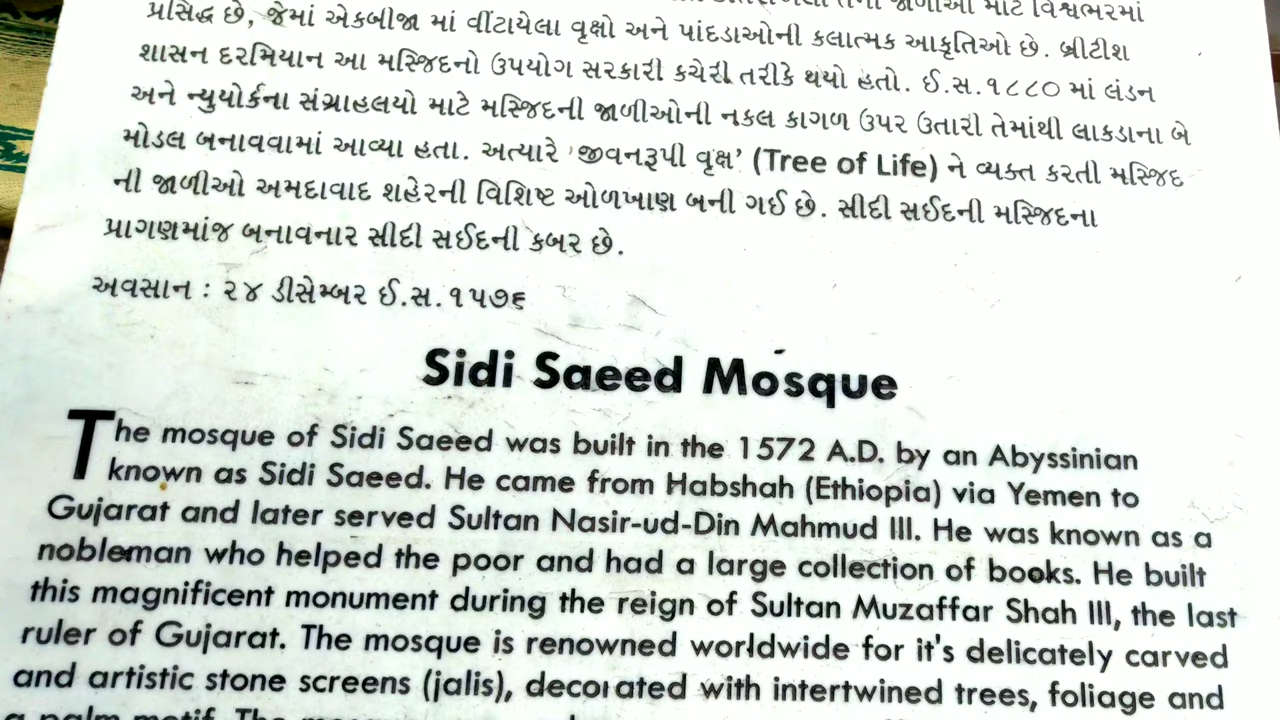 માટે વિશ્વભરમાં
પ્રસિદ્ધ છે, જેમાં એકબીજા માં વીંટાયેલા વૃક્ષો અને પાંદડાઓની કલાત્મક આકૃતિઓ છે. બ્રીટીશ
શાસન દરમિયાન આ મસ્જિદનો ઉપયોગ સરકારી કચેરી તરીકે થયો હતો. ઈ.સ.૧૮૮૦ માં લંડન
અને ન્યુયોર્કના સંગ્રાહલયો માટે મસ્જિદની જાળીઓની નકલ કાગળ ઉપર ઉતારી તેમાંથી લાકડાના બે
મોડલ બનાવવામાં આવ્યા હતા. અત્યારે 'જીવનરૂપી વૃક્ષ' (Tree of Life) ને વ્યક્ત કરતી મસ્જિદ
ની જાળીઓ અમદાવાદ શહેરની વિશિષ્ટ ઓળખાણ બની ગઈ છે. સીદી સઈદની મસ્જિદના
પ્રાગણમાંજ બનાવનાર સીદી સઈદની કબર છે.
અવસાન : ૨૪ ડીસેમ્બર ઈ.સ.૧૫૭૬
Sidi Saeed Mosque
The mosque of Sidi Saeed was built in the 1572 A.D. by an Abyssinian
known as Sidi Saeed. He came from Habshah (Ethiopia) via Yemen to
Gujarat and later served Sultan Nasir-ud-Din Mahmud III. He was known as a
nobleman who helped the poor and had a large collection of books. He built
this magnificent monument during the reign of Sultan Muzaffar Shah III, the last
ruler of Gujarat. The mosque is renowned worldwide for it's delicately carved
and artistic stone screens (jalis), decorated with intertwined trees, foliage and
a palm motif. The